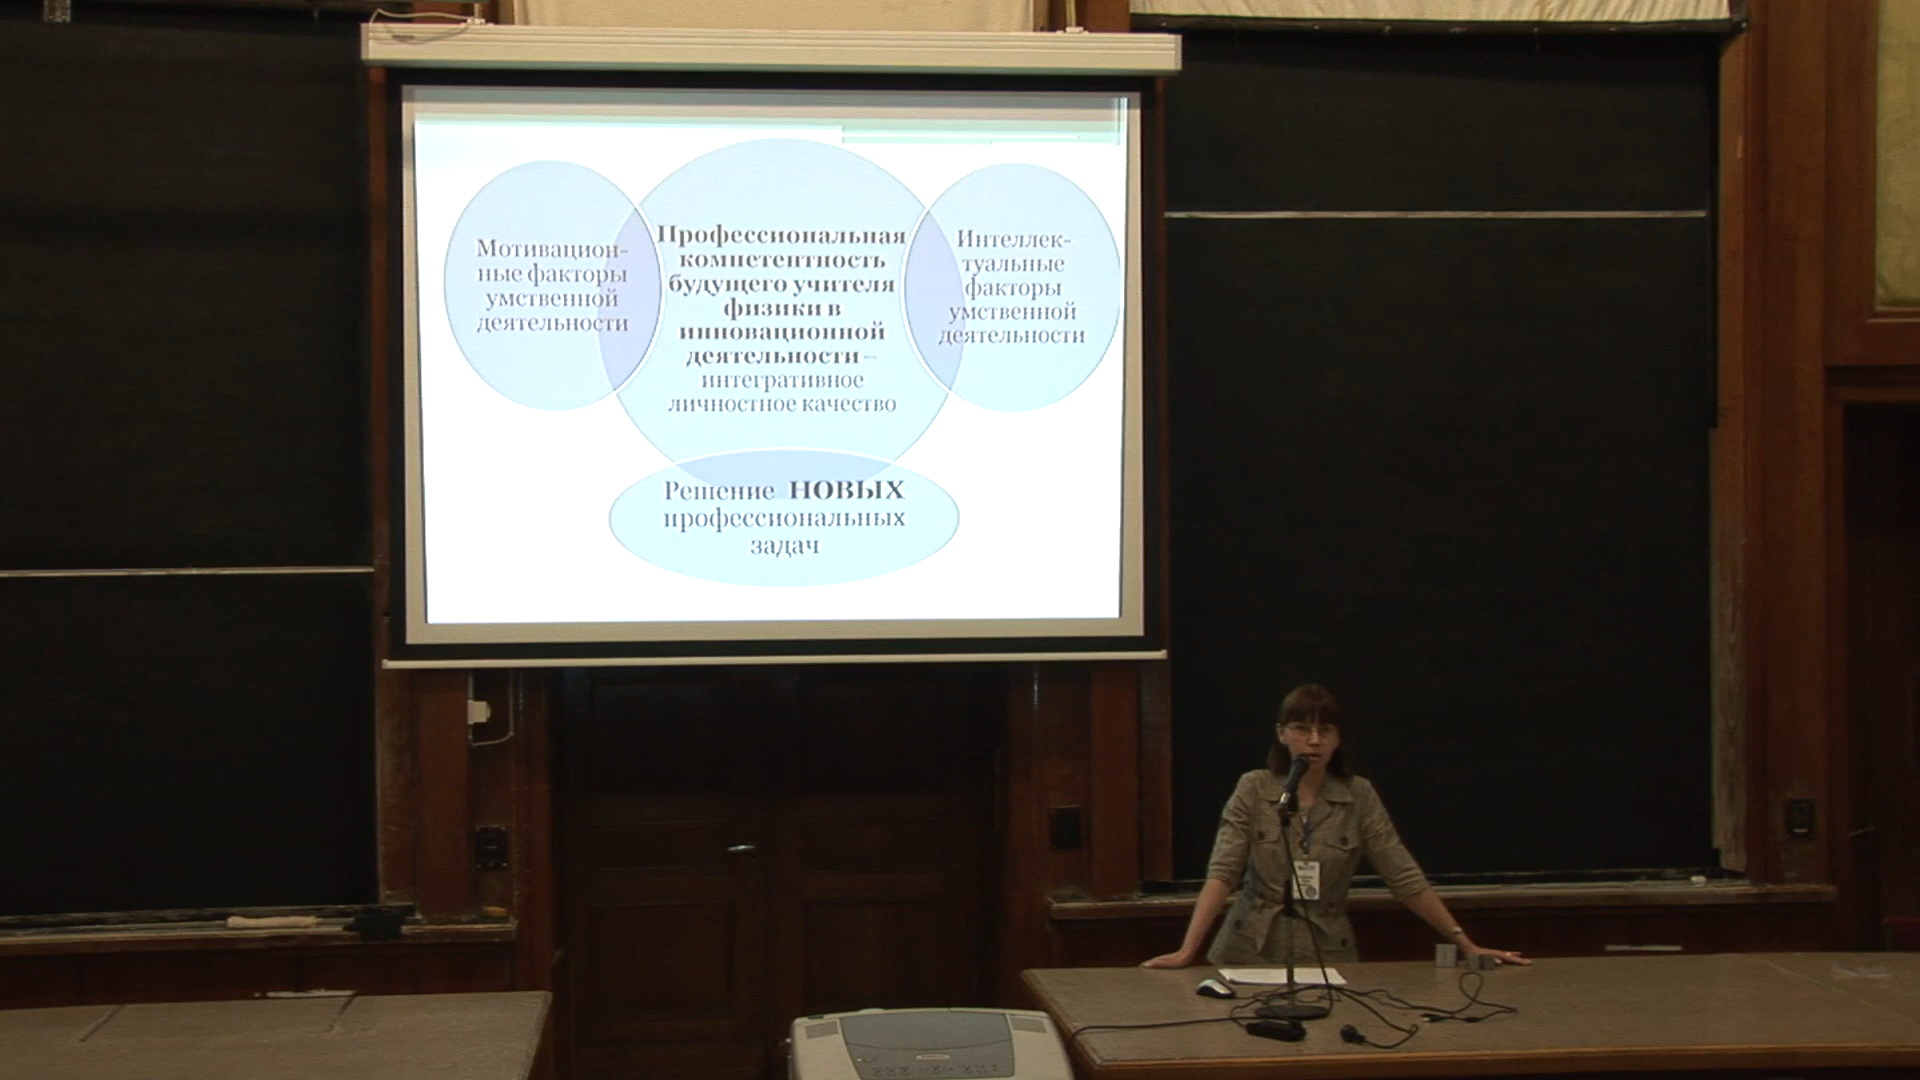 Мотивацион-
ные факторы
умственной
деятельности
Профессиональная
компетентность
будущего учителя
физики в
инновационной
деятельности –
интегративное
личностное качество
Интеллек-
туальные
факторы
умственной
деятельности
Решение НОВЫХ
профессиональных
задач